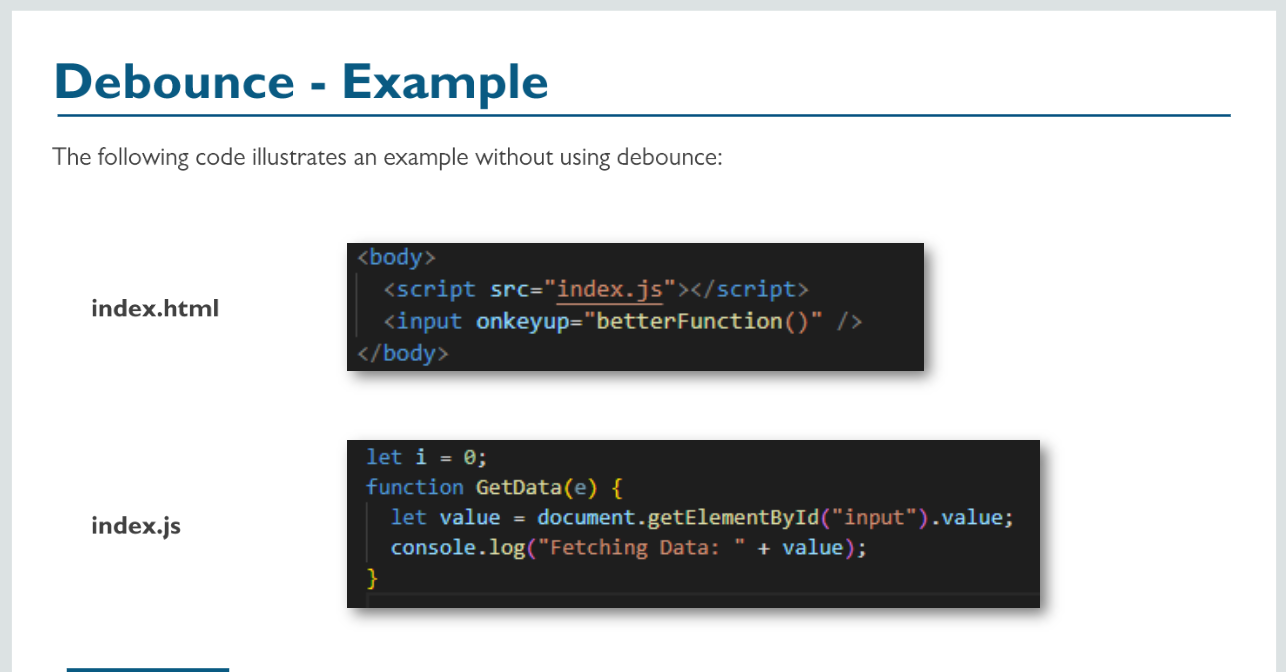 Debounce - Example
The following code illustrates an example without using debounce:
index.html
<body>
<script src="index.js"></script>
<input onkeyup="betterFunction()" />
</body>
index.js
let i = 0;
function GetData(e) {
let value = document.getElementById("input").value;
console.log("Fetching Data: " + value);
}